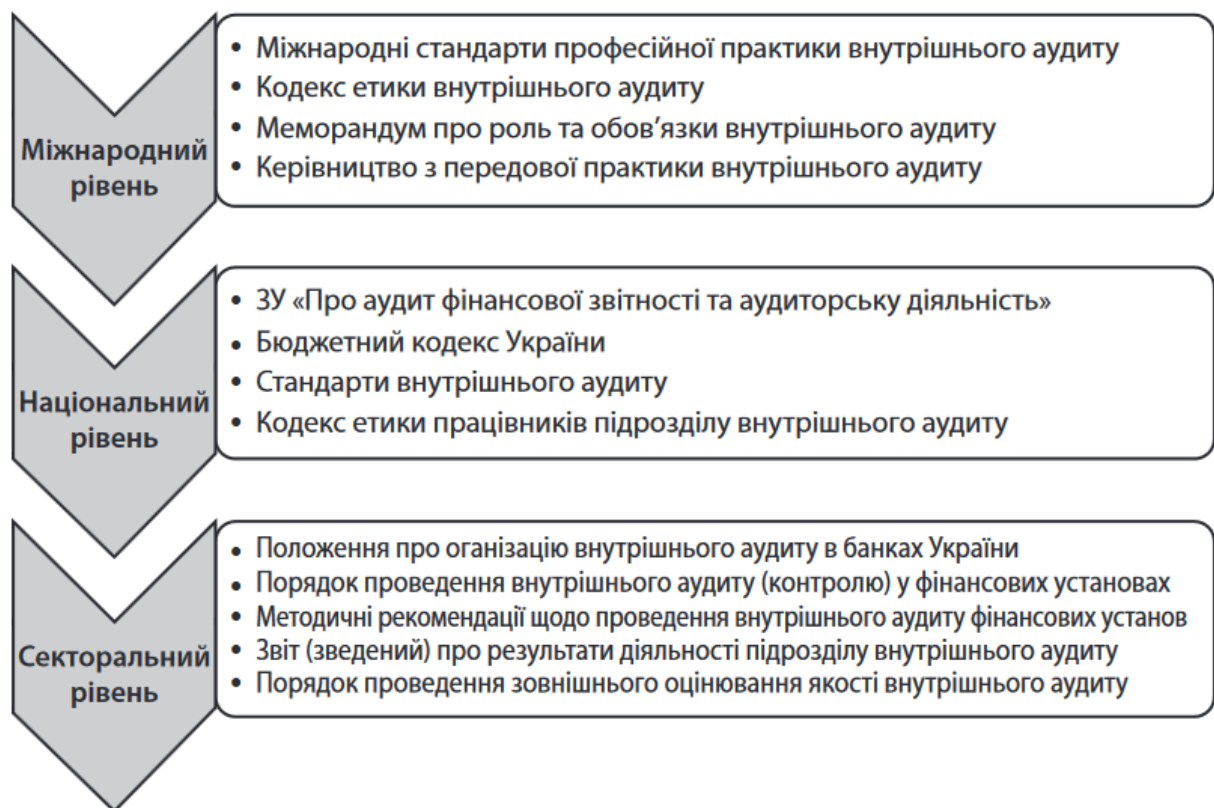 Міжнародний
рівень
• Міжнародні стандарти професійної практики внутрішнього аудиту
• Кодекс етики внутрішнього аудиту
• Меморандум про роль та обов’язки внутрішнього аудиту
• Керівництво з передової практики внутрішнього аудиту
Національний
рівень
• ЗУ «Про аудит фінансової звітності та аудиторську діяльність»
• Бюджетний кодекс України
• Стандарти внутрішнього аудиту
• Кодекс етики працівників підрозділу внутрішнього аудиту
Секторальний
рівень
• Положення про оганізацію внутрішнього аудиту в банках України
• Порядок проведення внутрішнього аудиту (контролю) у фінансових установах
• Методичні рекомендації щодо проведення внутрішнього аудиту фінансових установ
• Звіт (зведений) про результати діяльності підрозділу внутрішнього аудиту
• Порядок проведення зовнішнього оцінювання якості внутрішнього аудиту